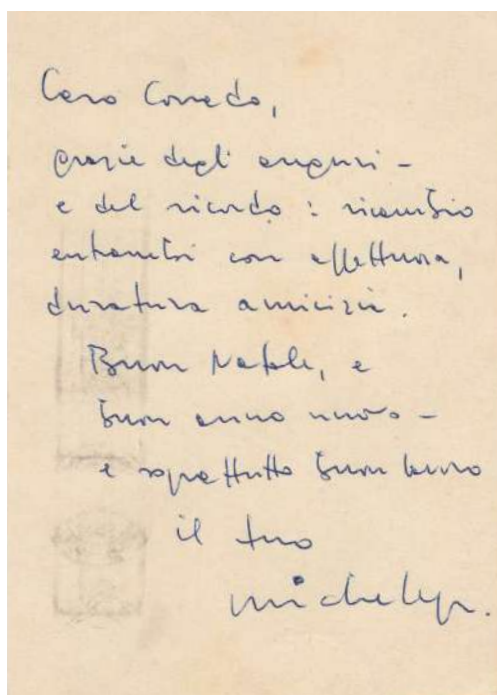 Caro Corrado,
grazie degli auguri -
e del ricordo: ricambio
entrambi con affettuosa,
duratura amicizia.
Buon Natale, e
buon anno nuovo -
e soprattutto buon lavoro
il tuo